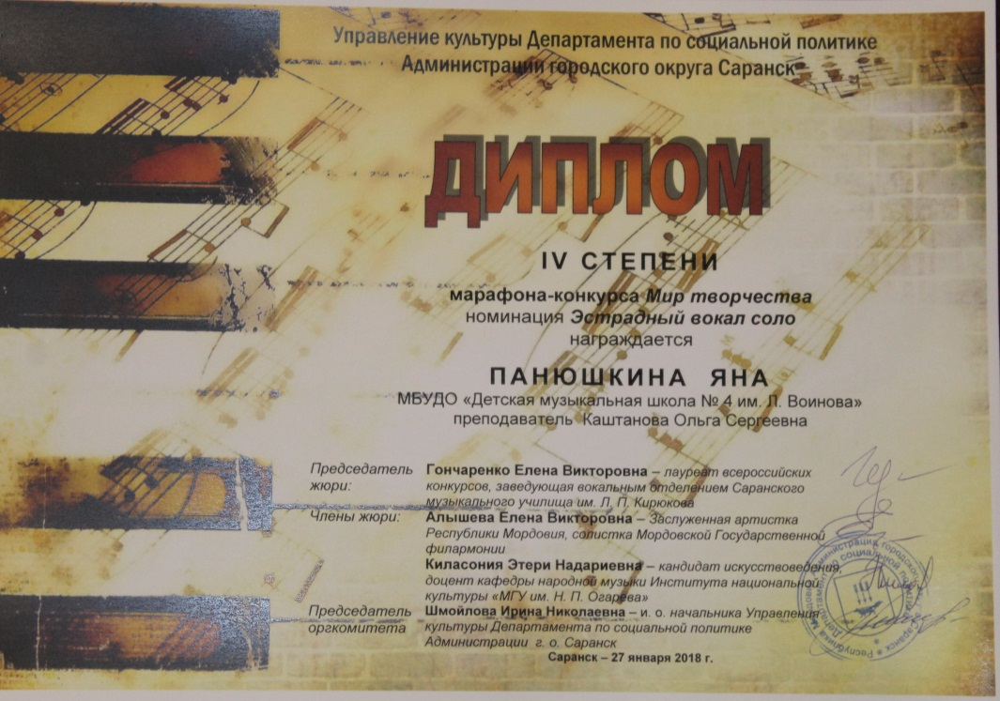 Управление культуры Департамента по социальной политике
Администрации городского округа Саранск
ДИПЛОМ
IV СТЕПЕНИ
марафона-конкурса Мир творчества
номинация Эстрадный вокал соло
награждается
ПАНЮШКИНА ЯНА
МБУДО «Детская музыкальная школа № 4 им. Л. Воинова»
преподаватель Каштанова Ольга Сергеевна
Председатель жюри: Гончаренко Елена Викторовна – лауреат всероссийских
конкурсов, заведующая вокальным отделением Саранского
музыкального училища им. Л. П. Кирюкова
Члены жюри: Алышева Елена Викторовна – Заслуженная артистка
Республики Мордовия, солистка Мордовской Государственной
филармонии
Киласония Этери Надариевна – кандидат искусствоведения,
доцент кафедры народной музыки Института национальной
культуры «МГУ им. Н. П. Огарёва»
Председатель оргкомитета Шмойлова Ирина Николаевна – и. о. начальника Управления
культуры Департамента по социальной политике
Администрации г. о. Саранск
Саранск – 27 января 2018 г.